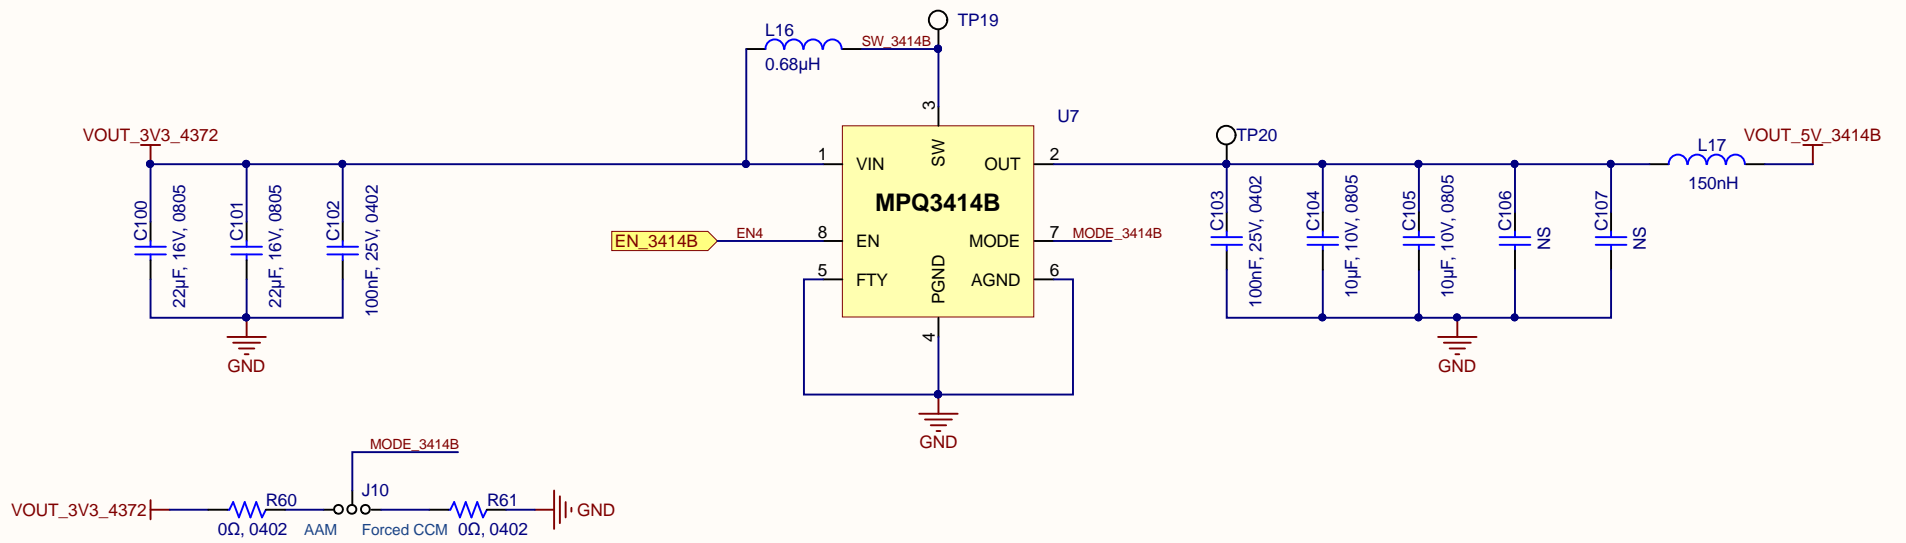 TP19
L16
SW_3414B
0.68µH
3
U7
VOUT_3V3_4372
TP20
VOUT_5V_3414B
L17
150nH
1
VIN
SW
OUT
2
MPQ3414B
C100
22µF, 16V, 0805
C101
22µF, 16V, 0805
C102
100nF, 25V, 0402
C103
100nF, 25V, 0402
C104
10µF, 10V, 0805
C105
10µF, 10V, 0805
C106
NS
C107
NS
EN_3414B
EN4
8
EN
MODE
7
MODE_3414B
5
FTY
PGND
AGND
6
4
GND
GND
GND
MODE_3414B
VOUT_3V3_4372
R60
J10
R61
GND
0Ω, 0402
AAM
Forced CCM
0Ω, 0402